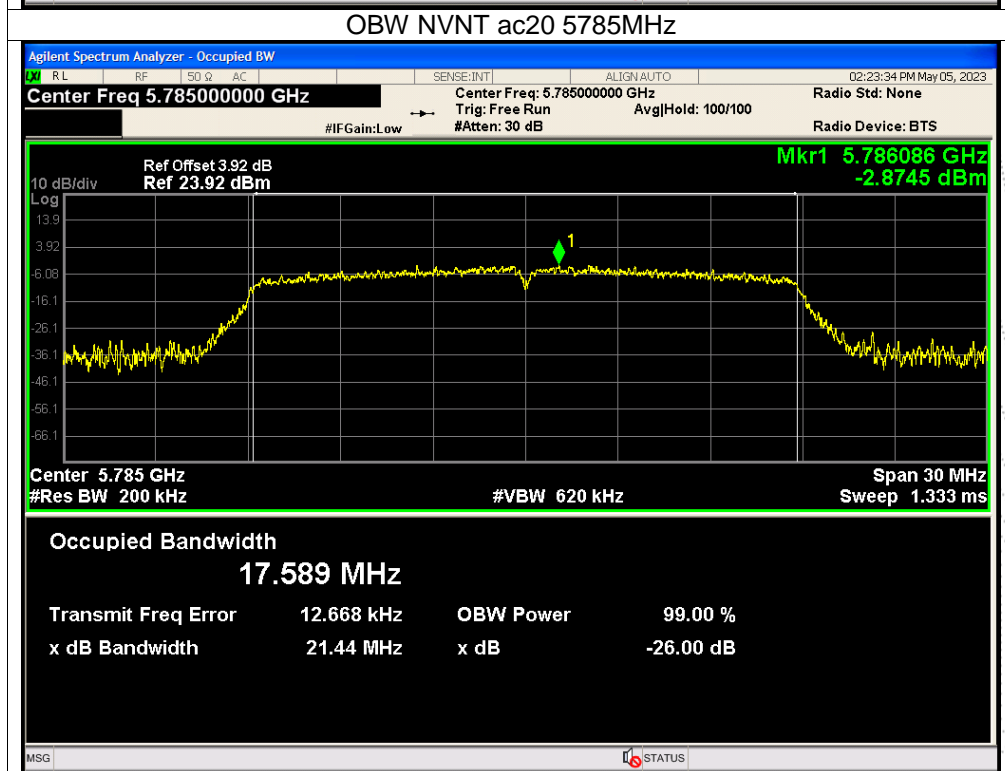 OBW NVNT ac20 5785MHz
Agilent Spectrum Analyzer - Occupied BW
LXI RL RF 50 Ω AC SENSE:INT ALIGN AUTO 02:23:34 PM May 05, 2023
Center Freq 5.785000000 GHz Center Freq: 5.785000000 GHz Radio Std: None
Trig: Free Run Avg|Hold: 100/100
#IFGain:Low #Atten: 30 dB Radio Device: BTS
Mkr1 5.786086 GHz
-2.8745 dBm
Ref Offset 3.92 dB
10 dB/div Ref 23.92 dBm
Log
13.9
3.92
-6.08
-16.1
-26.1
-36.1
-46.1
-56.1
-66.1
1
Center 5.785 GHz Span 30 MHz
#Res BW 200 kHz #VBW 620 kHz Sweep 1.333 ms
Occupied Bandwidth
17.589 MHz
Transmit Freq Error 12.668 kHz OBW Power 99.00 %
x dB Bandwidth 21.44 MHz x dB -26.00 dB
MSG STATUS